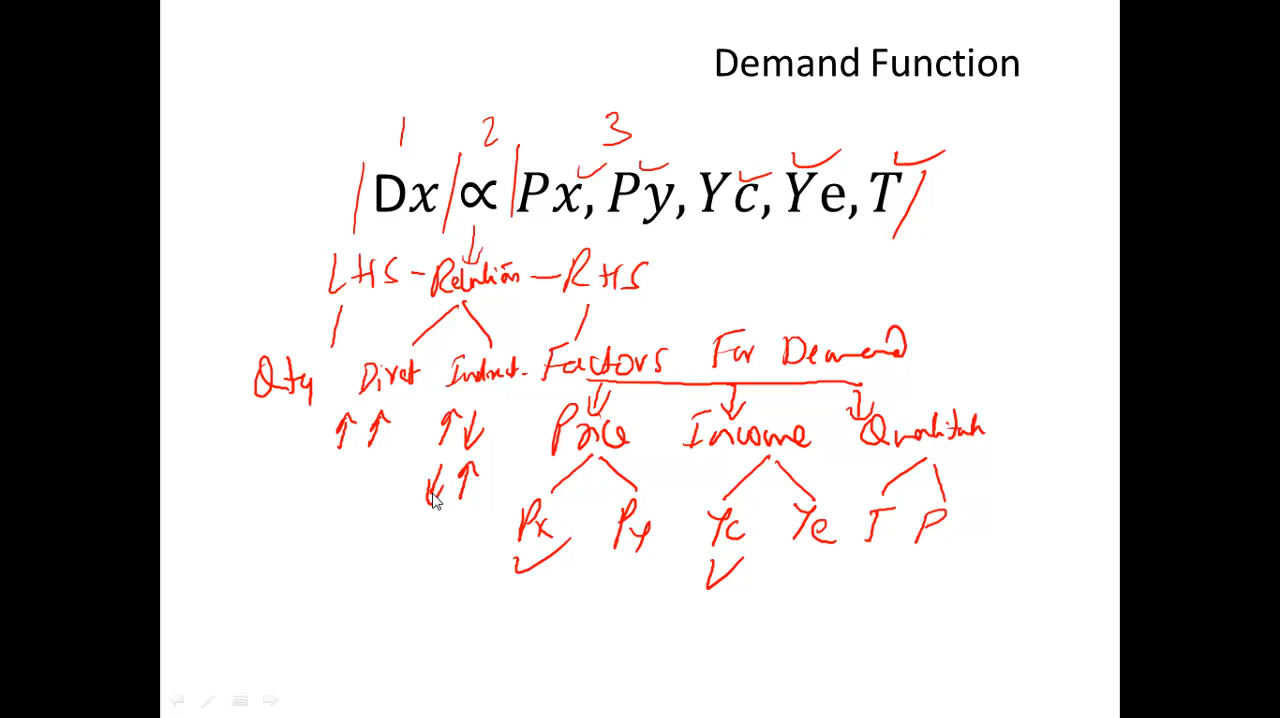 Demand Function
1 2 3
Dx ∝ Px, Py, Yc, Ye, T
LHS - Relation - RHS
Qty Diret Indirect. Factors For Demand
↑↑ ↑↓ Price Income
↓↑
Px Py Yc Ye T P